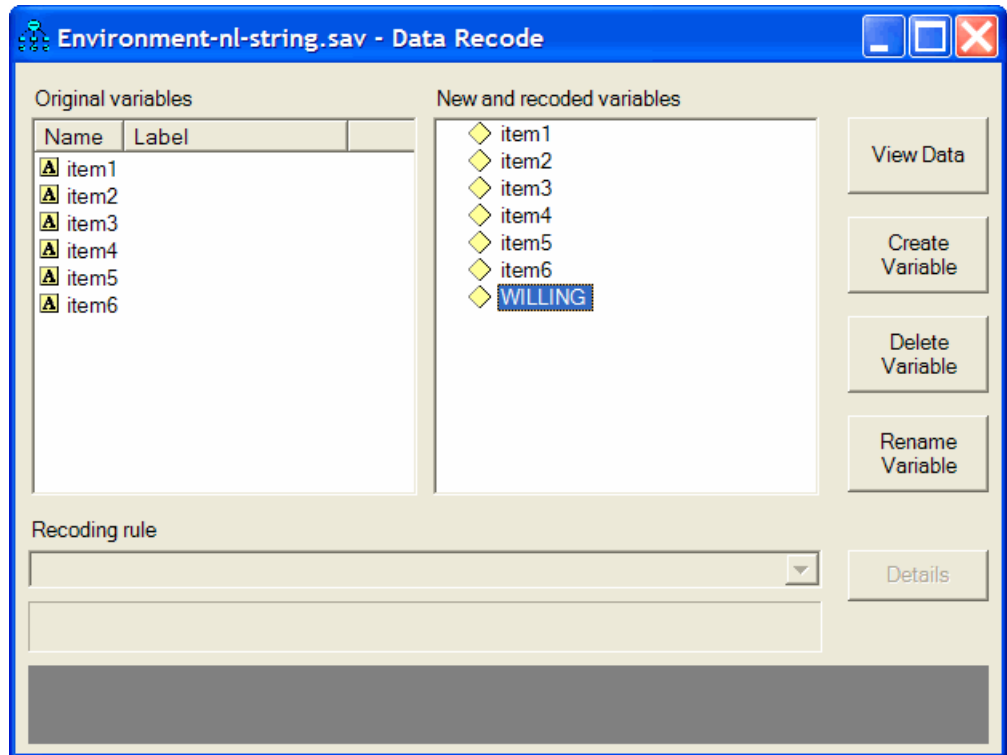 Environment-nl-string.sav - Data Recode
Original variables
New and recoded variables
Name Label
A item1
A item2
A item3
A item4
A item5
A item6
item1
item2
item3
item4
item5
item6
WILLING
View Data
Create
Variable
Delete
Variable
Rename
Variable
Recoding rule
Details